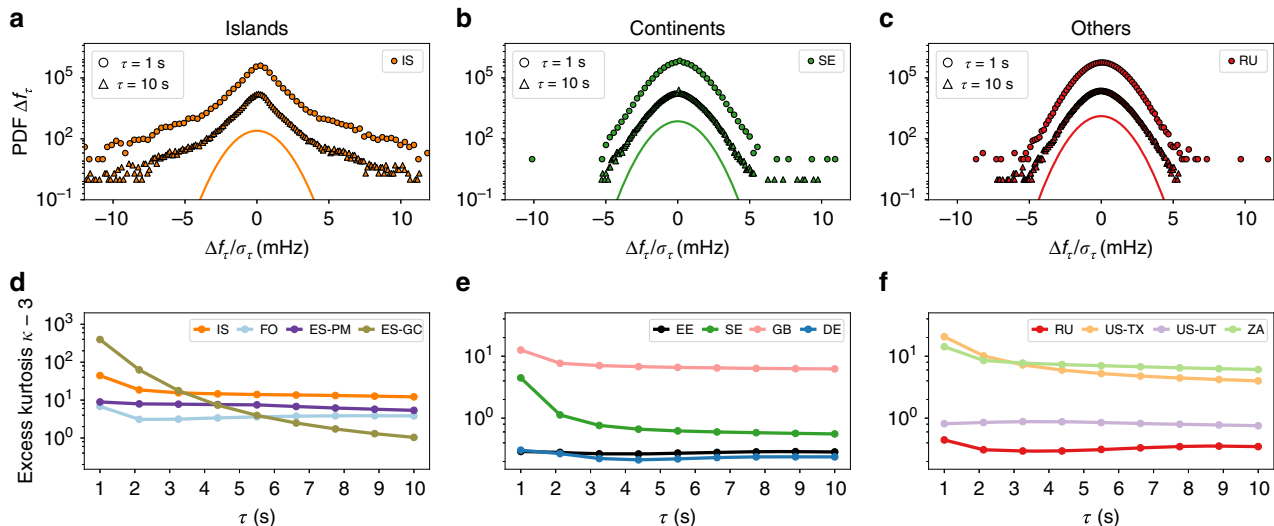 a Islands
b Continents
c Others
PDF Δf_τ
10^5
10^2
10^−1
○ τ = 1 s
△ τ = 10 s
IS
−10 −5 0 5 10
Δf_τ/σ_τ (mHz)
10^5
10^2
10^−1
○ τ = 1 s
△ τ = 10 s
SE
−10 −5 0 5 10
Δf_τ/σ_τ (mHz)
10^5
10^2
10^−1
○ τ = 1 s
△ τ = 10 s
RU
−10 −5 0 5 10
Δf_τ/σ_τ (mHz)
d
Excess kurtosis κ − 3
10^3
10^2
10^1
10^0
IS FO ES-PM ES-GC
1 2 3 4 5 6 7 8 9 10
τ (s)
e
10^1
10^0
EE SE GB DE
1 2 3 4 5 6 7 8 9 10
τ (s)
f
10^1
10^0
RU US-TX US-UT ZA
1 2 3 4 5 6 7 8 9 10
τ (s)